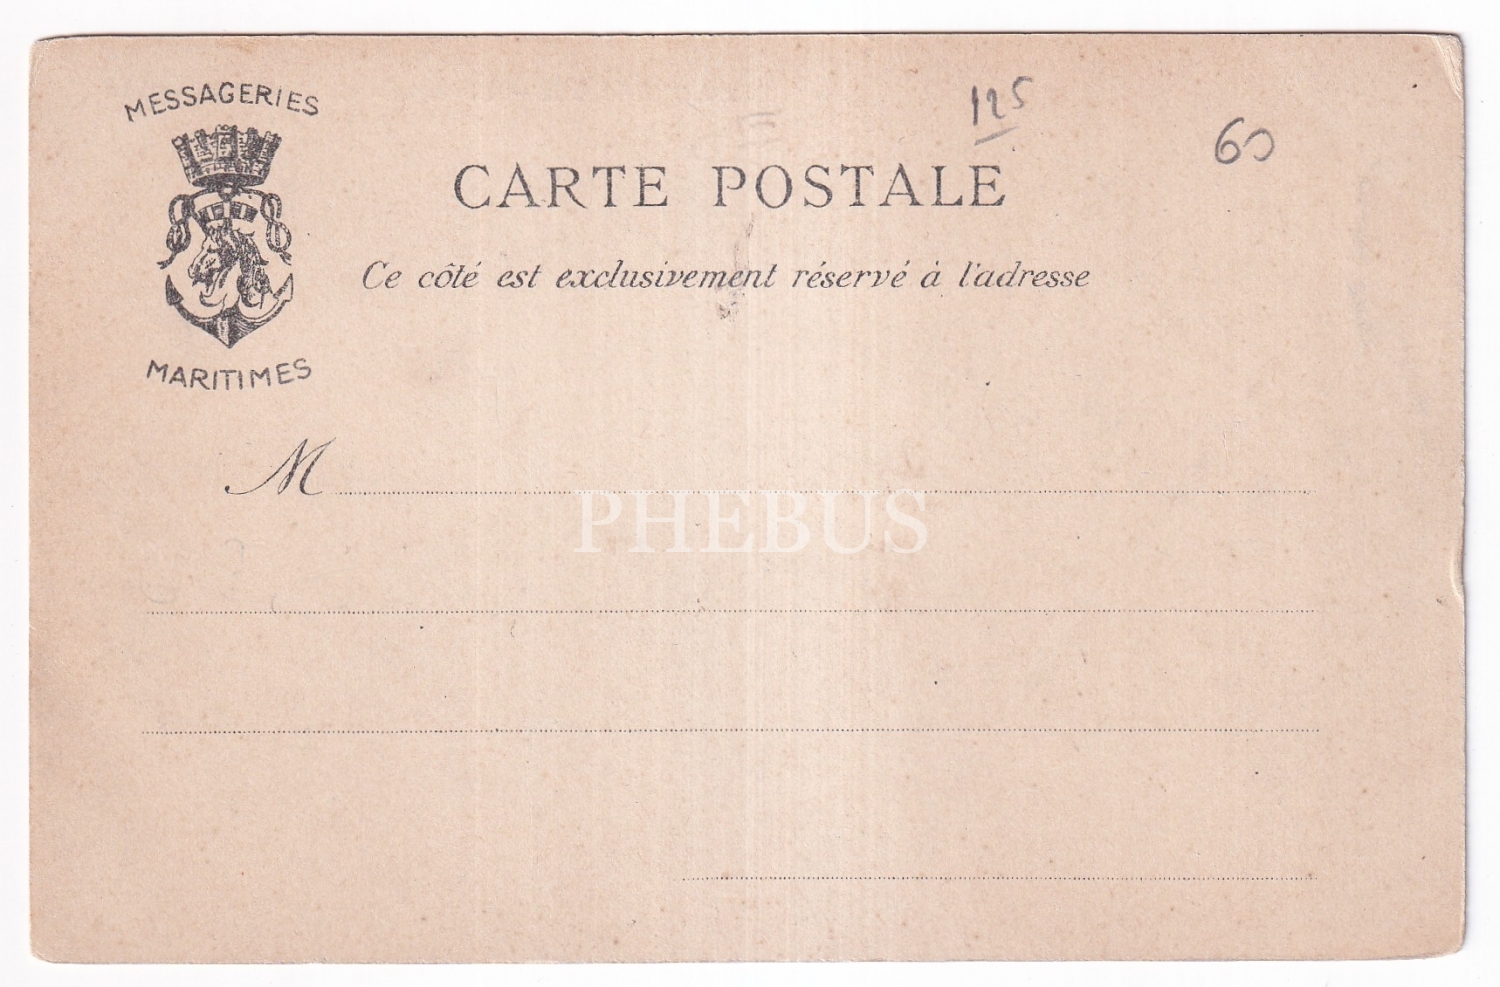 MESSAGERIES
MARITIMES
125
60
CARTE POSTALE
Ce côté est exclusivement réservé à l'adresse
M
PHEBUS